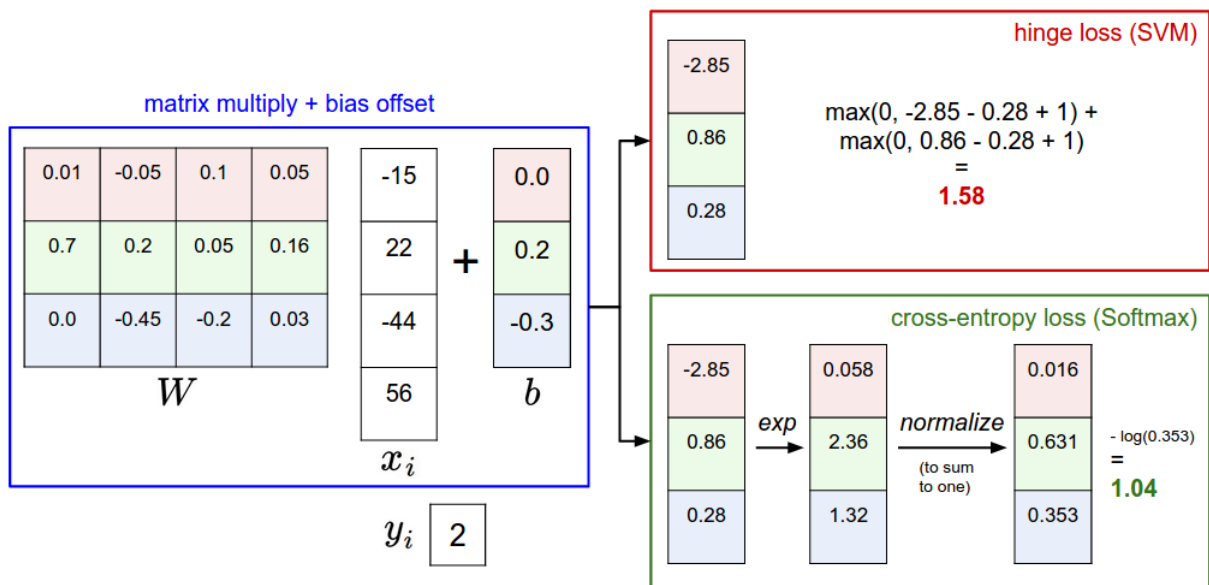 matrix multiply + bias offset
0.01 -0.05 0.1 0.05
0.7 0.2 0.05 0.16
0.0 -0.45 -0.2 0.03
W
-15
22
-44
56
x_i
+
0.0
0.2
-0.3
b
y_i 2
hinge loss (SVM)
-2.85
0.86
0.28
max(0, -2.85 - 0.28 + 1) +
max(0, 0.86 - 0.28 + 1)
=
1.58
cross-entropy loss (Softmax)
-2.85
0.86
0.28
exp
0.058
2.36
1.32
normalize
(to sum
to one)
0.016
0.631
0.353
- log(0.353)
=
1.04